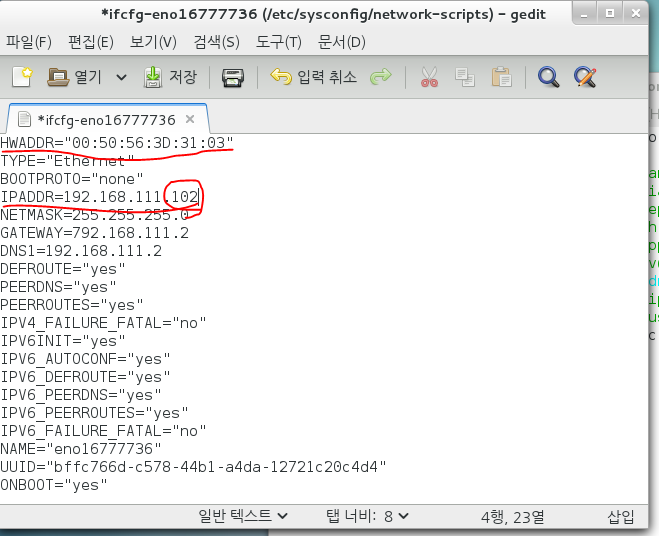 *ifcfg-eno16777736 (/etc/sysconfig/network-scripts) – gedit
파일(F) 편집(E) 보기(V) 검색(S) 도구(T) 문서(D)
열기 저장 입력 취소
*ifcfg-eno16777736
HWADDR="00:50:56:3D:31:03"
TYPE="Ethernet"
BOOTPROTO="none"
IPADDR=192.168.111.102
NETMASK=255.255.255.0
GATEWAY=792.168.111.2
DNS1=192.168.111.2
DEFROUTE="yes"
PEERDNS="yes"
PEERROUTES="yes"
IPV4_FAILURE_FATAL="no"
IPV6INIT="yes"
IPV6_AUTOCONF="yes"
IPV6_DEFROUTE="yes"
IPV6_PEERDNS="yes"
IPV6_PEERROUTES="yes"
IPV6_FAILURE_FATAL="no"
NAME="eno16777736"
UUID="bffc766d-c578-44b1-a4da-12721c20c4d4"
ONBOOT="yes"
일반 텍스트 탭 너비: 8 4행, 23열 삽입